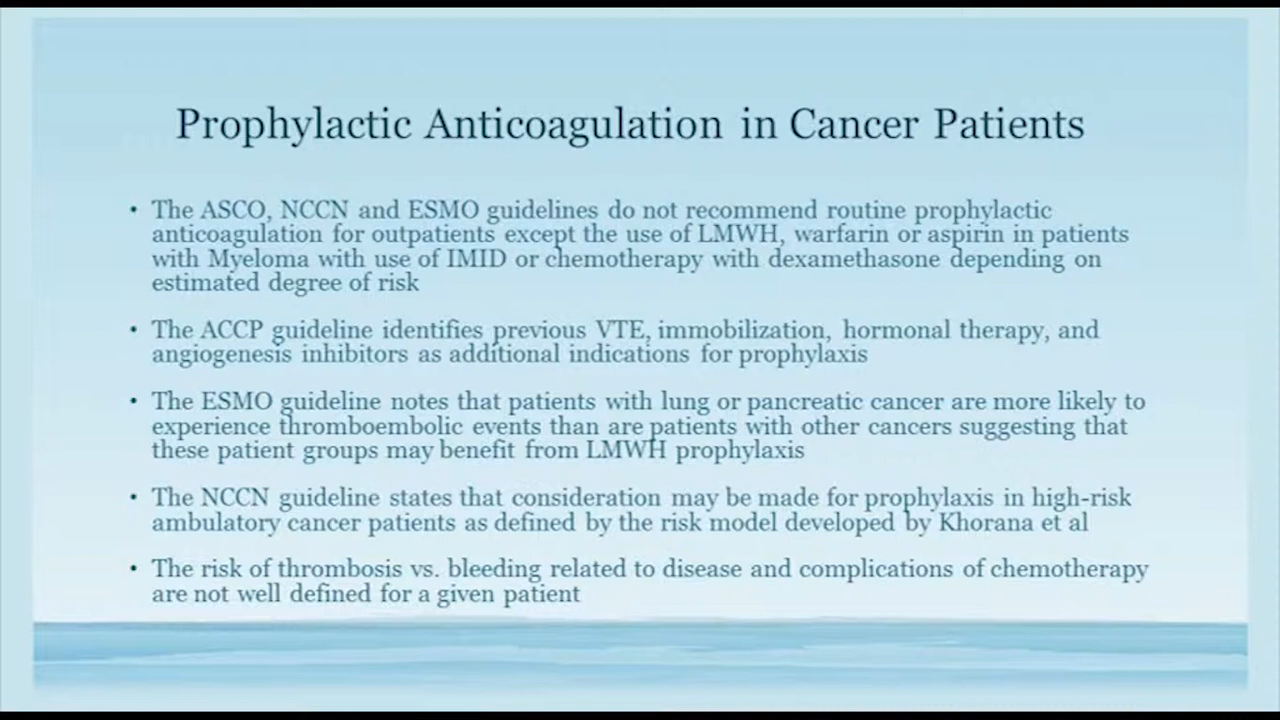 Prophylactic Anticoagulation in Cancer Patients
• The ASCO, NCCN and ESMO guidelines do not recommend routine prophylactic
anticoagulation for outpatients except the use of LMWH, warfarin or aspirin in patients
with Myeloma with use of IMID or chemotherapy with dexamethasone depending on
estimated degree of risk
• The ACCP guideline identifies previous VTE, immobilization, hormonal therapy, and
angiogenesis inhibitors as additional indications for prophylaxis
• The ESMO guideline notes that patients with lung or pancreatic cancer are more likely to
experience thromboembolic events than are patients with other cancers suggesting that
these patient groups may benefit from LMWH prophylaxis
• The NCCN guideline states that consideration may be made for prophylaxis in high-risk
ambulatory cancer patients as defined by the risk model developed by Khorana et al
• The risk of thrombosis vs. bleeding related to disease and complications of chemotherapy
are not well defined for a given patient